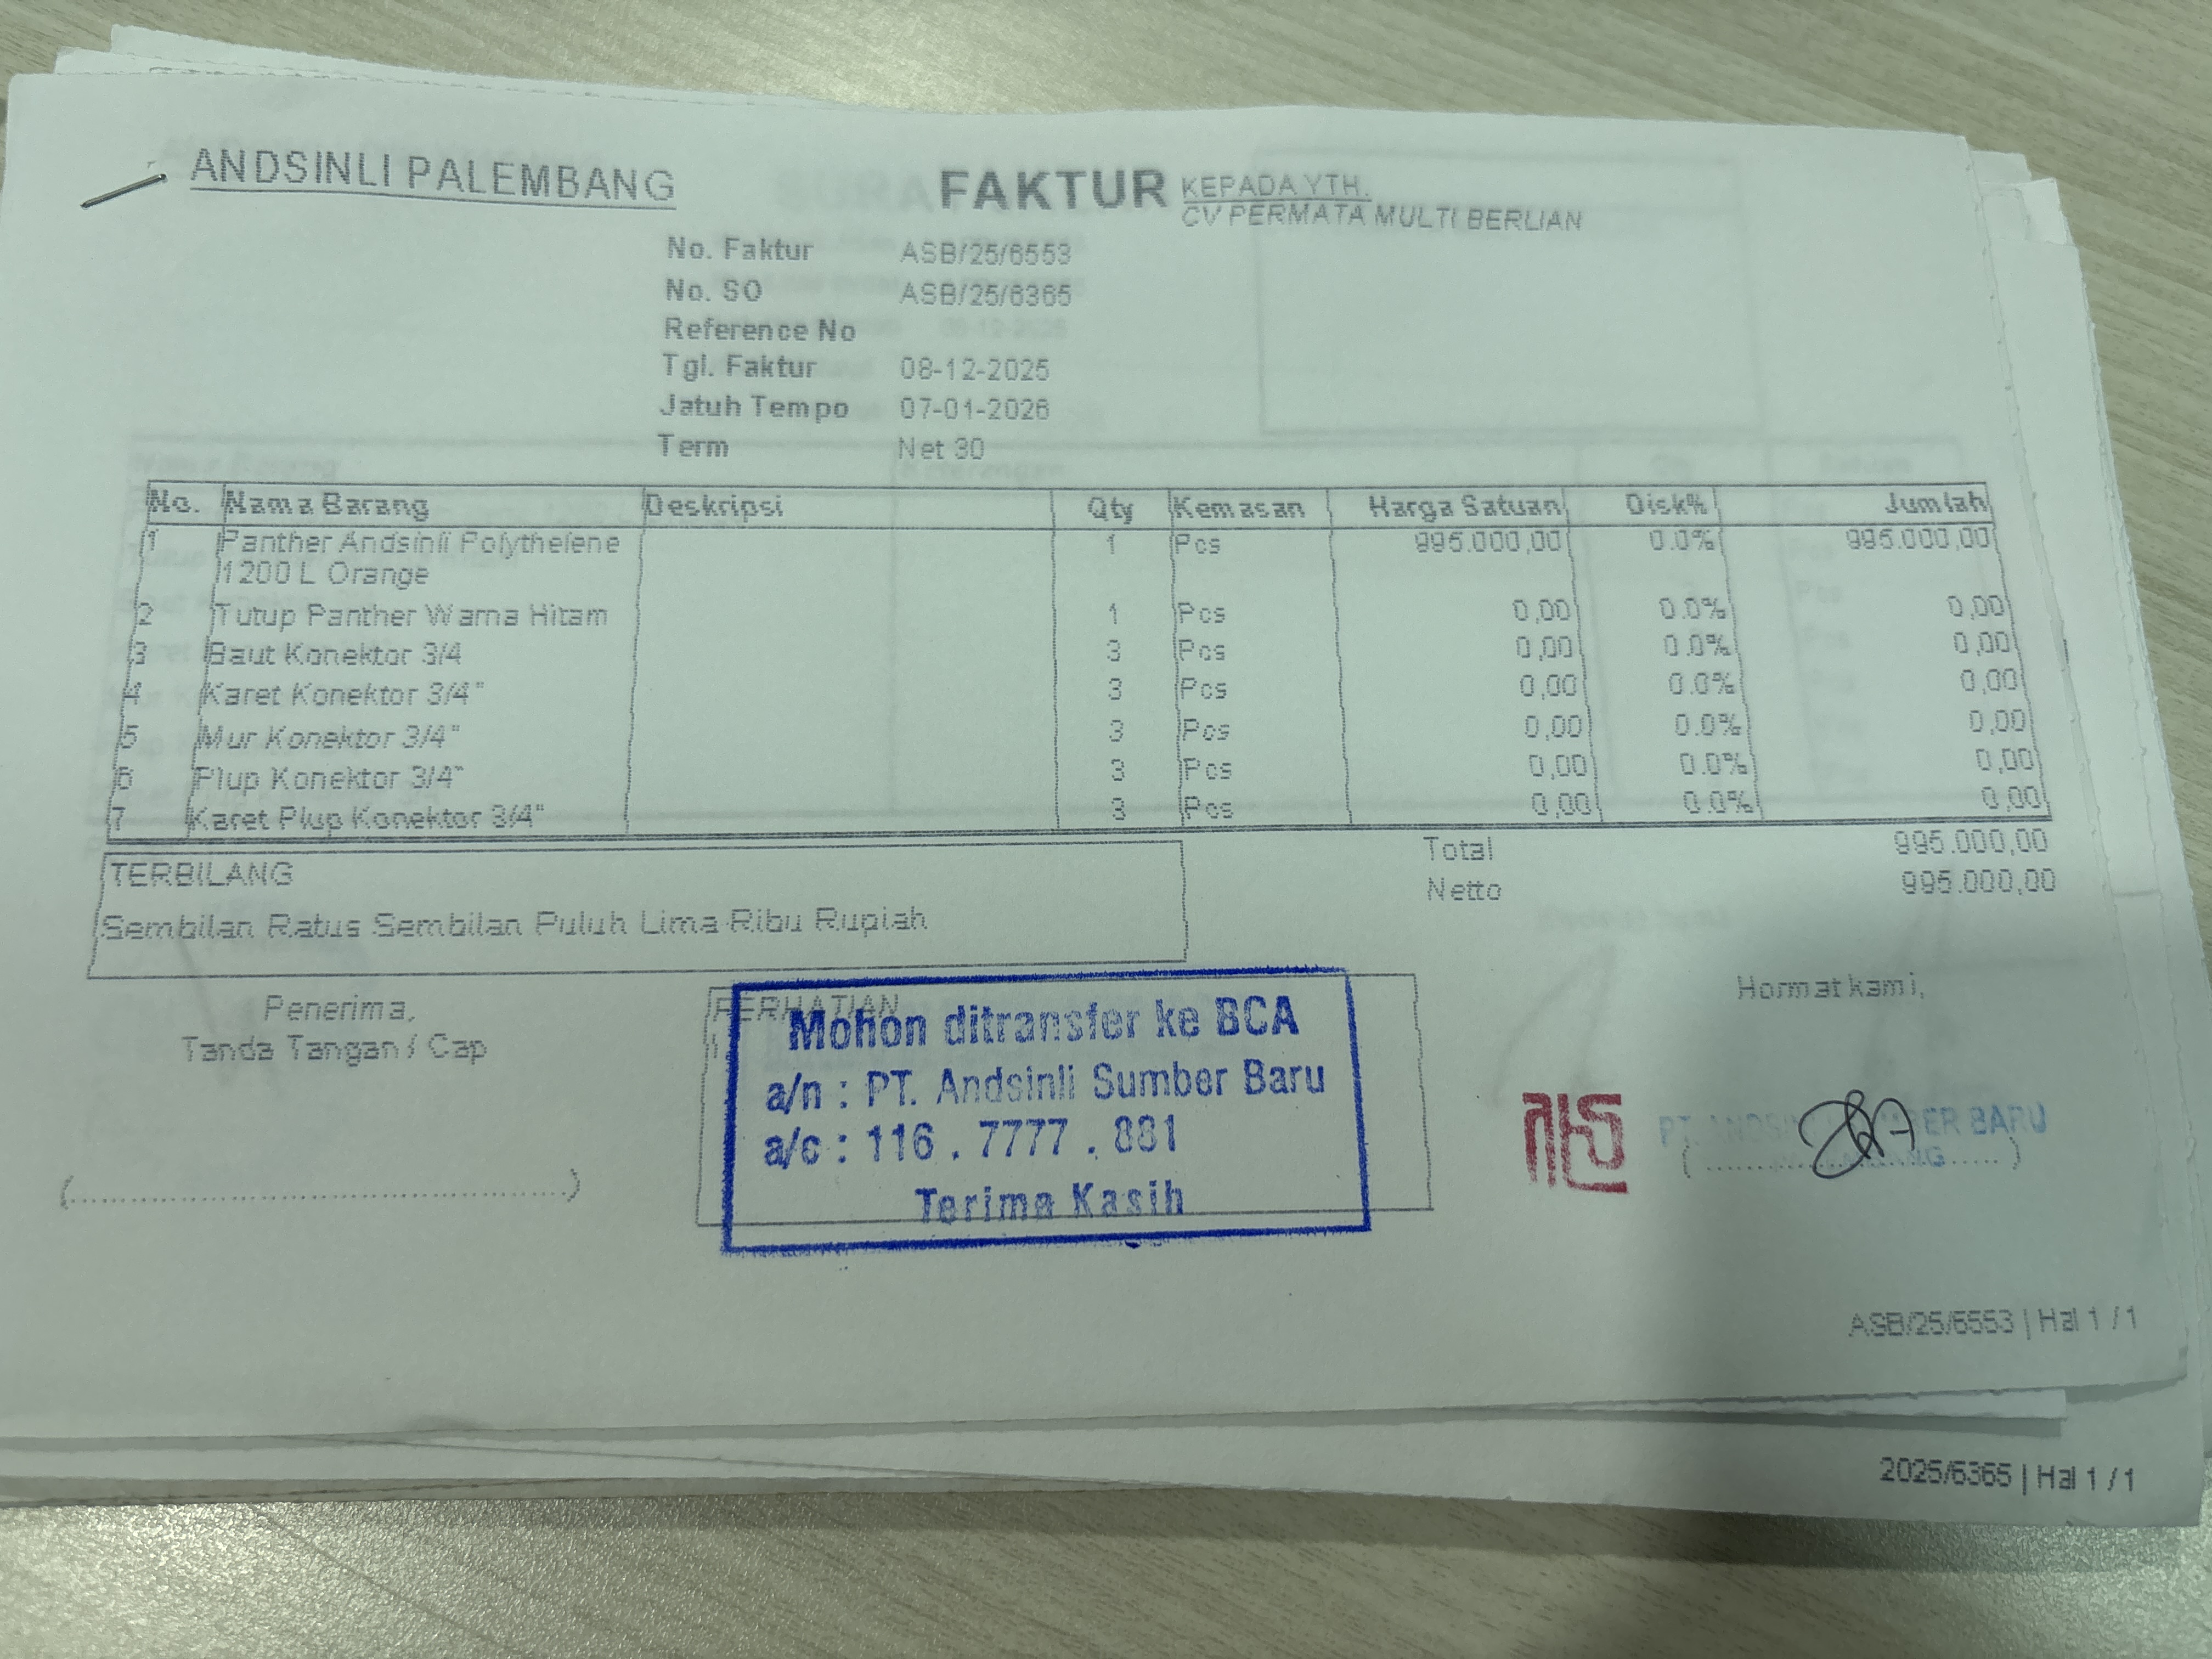 ANDSINLI PALEMBANG
FAKTUR
KEPADA YTH.
CV PERMATA MULTI BERLIAN
No. Faktur ASB/25/6553
No. SO ASB/25/6365
Reference No
Tgl. Faktur 08-12-2025
Jatuh Tempo 07-01-2026
Term Net 30
No. Nama Barang Deskripsi Qty Kemasan Harga Satuan Disk% Jumlah
1 Panther Andsinli Polythelene 1 Pcs 995.000,00 0.0% 995.000,00
1200 L Orange
2 Tutup Panther Warna Hitam 1 Pcs 0,00 0.0% 0,00
3 Baut Konektor 3/4 3 Pcs 0,00 0.0% 0,00
4 Karet Konektor 3/4" 3 Pcs 0,00 0.0% 0,00
5 Mur Konektor 3/4" 3 Pcs 0,00 0.0% 0,00
6 Plup Konektor 3/4" 3 Pcs 0,00 0.0% 0,00
7 Karet Plup Konektor 3/4" 3 Pcs 0,00 0.0% 0,00
Total 995.000,00
Netto 995.000,00
TERBILANG
Sembilan Ratus Sembilan Puluh Lima Ribu Rupiah
Penerima,
Tanda Tangan / Cap
PERHATIAN
Mohon ditransfer ke BCA
a/n : PT. Andsinli Sumber Baru
a/c : 116 . 7777 . 881
Terima Kasih
Hormat kami,
PT. ANDSINLI SUMBER BARU
ASB/25/6553 | Hal 1 / 1
2025/6365 | Hal 1 / 1